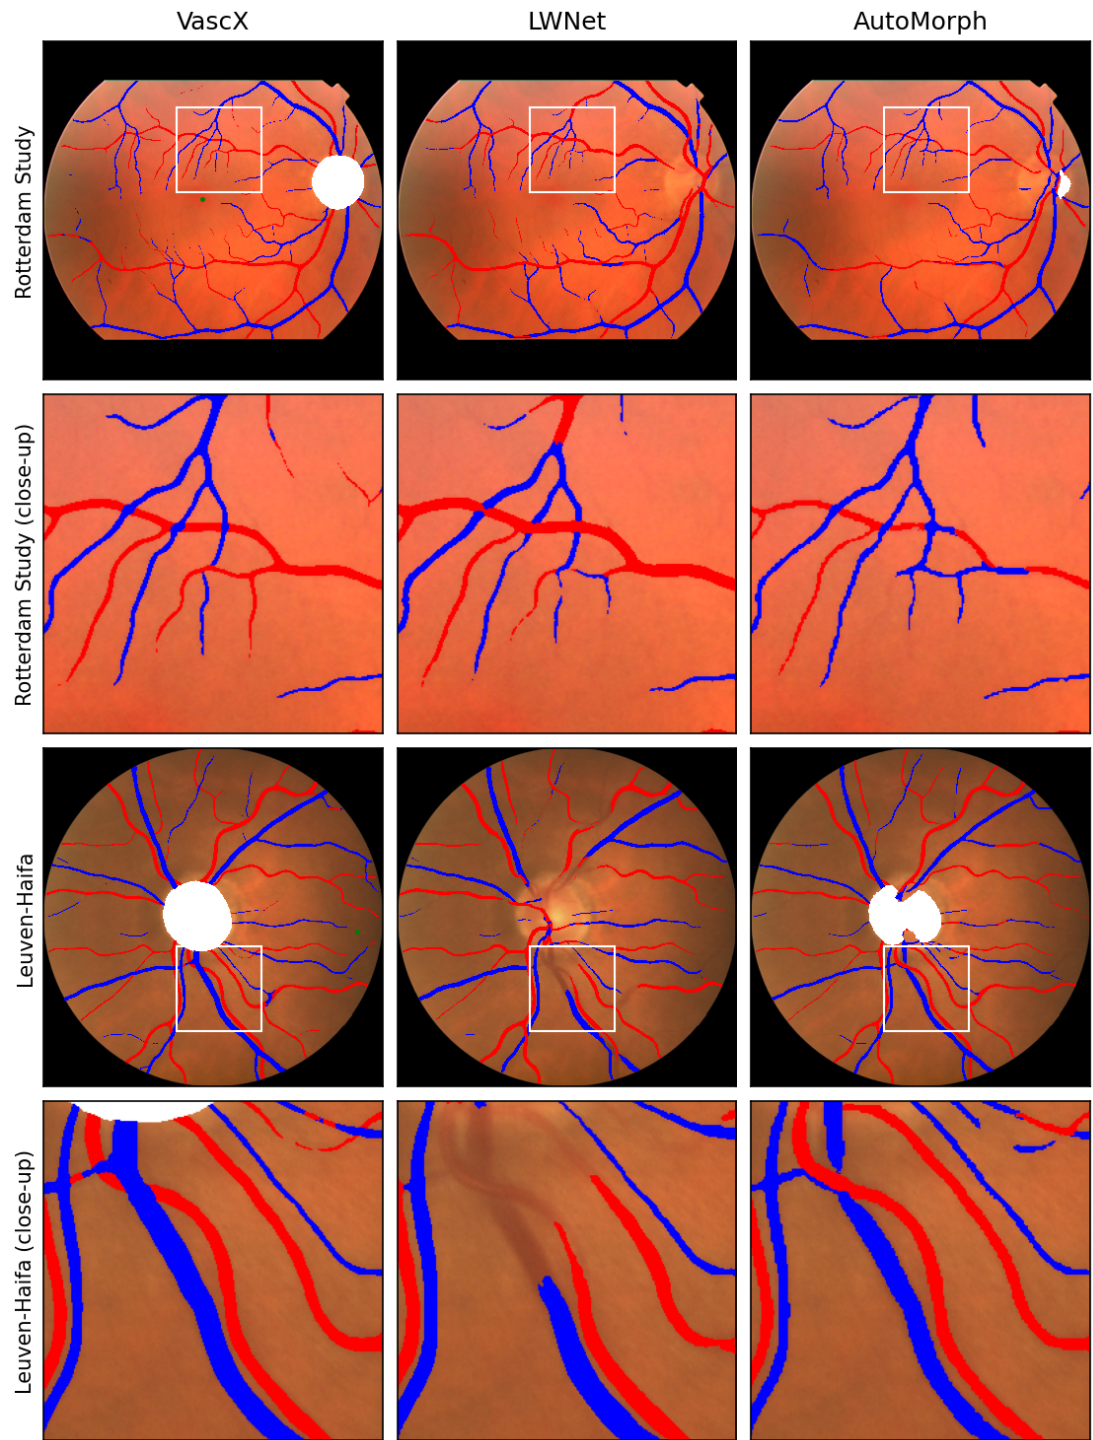 VascX
LWNet
AutoMorph
Rotterdam Study
Rotterdam Study (close-up)
Leuven-Haifa
Leuven-Haifa (close-up)